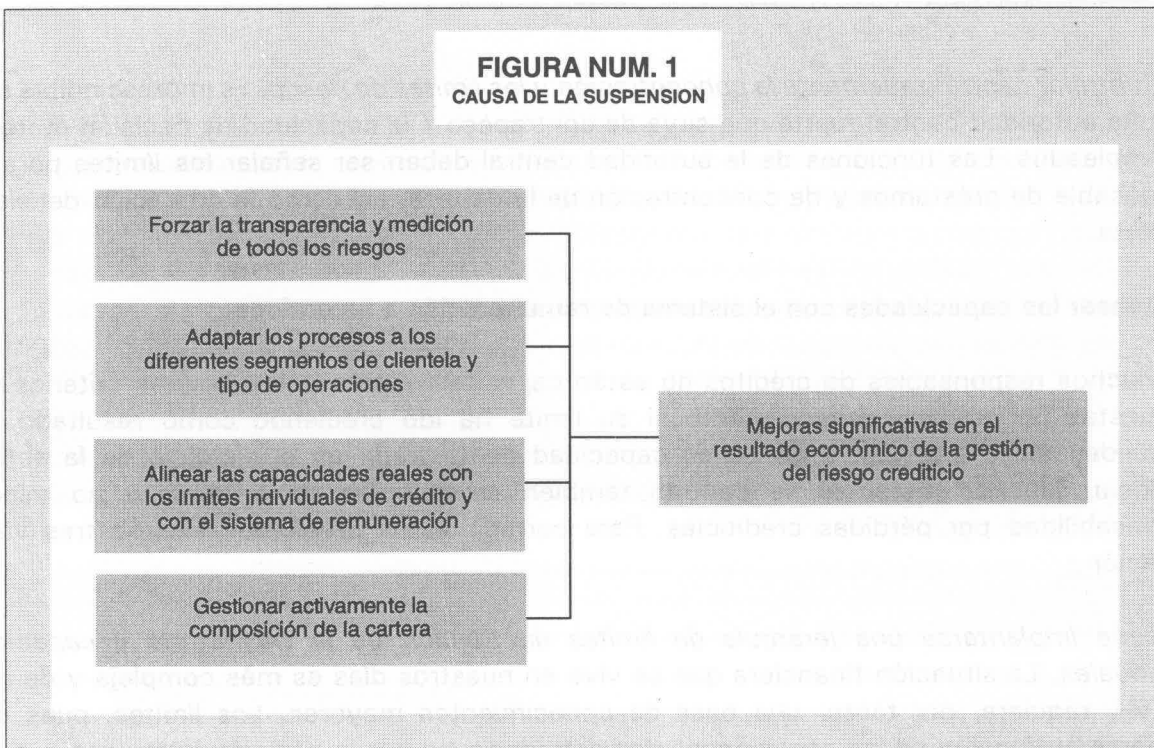 FIGURA NUM. 1
CAUSA DE LA SUSPENSION
Forzar la transparencia y medición
de todos los riesgos
Adaptar los procesos a los
diferentes segmentos de clientela y
tipo de operaciones
Alinear las capacidades reales con
los límites individuales de crédito y
con el sistema de remuneración
Gestionar activamente la
composición de la cartera
Mejoras significativas en el
resultado económico de la gestión
del riesgo crediticio